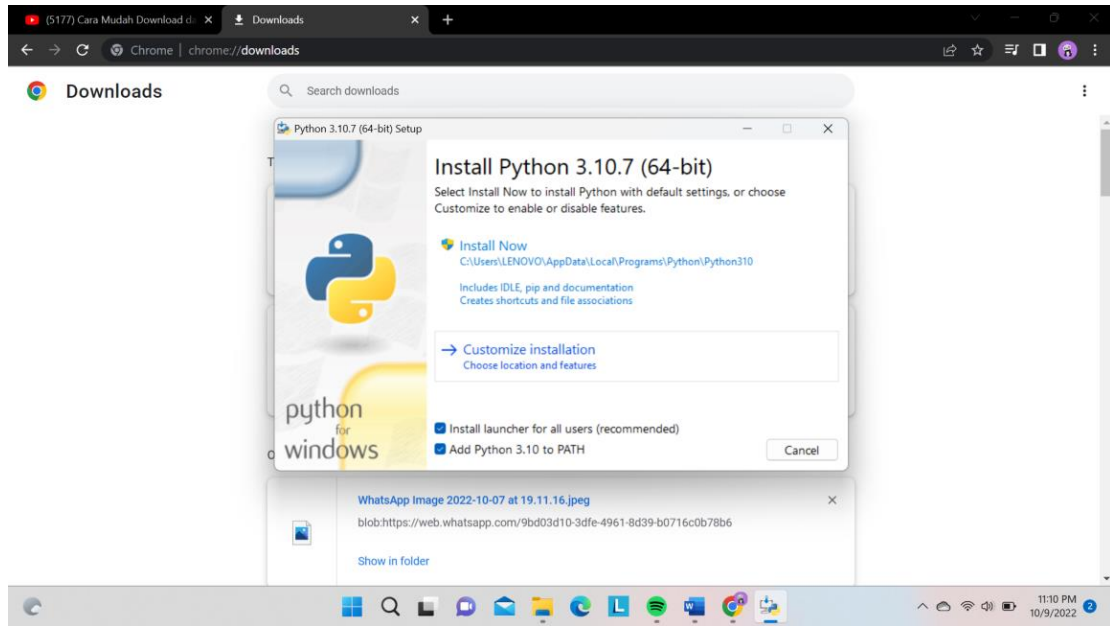 (5177) Cara Mudah Download da
Downloads
Chrome | chrome://downloads
Downloads
Search downloads
Python 3.10.7 (64-bit) Setup
T
Install Python 3.10.7 (64-bit)
Select Install Now to install Python with default settings, or choose
Customize to enable or disable features.
Install Now
C:\Users\LENOVO\AppData\Local\Programs\Python\Python310
Includes IDLE, pip and documentation
Creates shortcuts and file associations
Customize installation
Choose location and features
python
for
windows
Install launcher for all users (recommended)
Add Python 3.10 to PATH
Cancel
WhatsApp Image 2022-10-07 at 19.11.16.jpeg
blob:https://web.whatsapp.com/9bd03d10-3dfe-4961-8d39-b0716c0b78b6
Show in folder
L
11:10 PM
10/9/2022
2